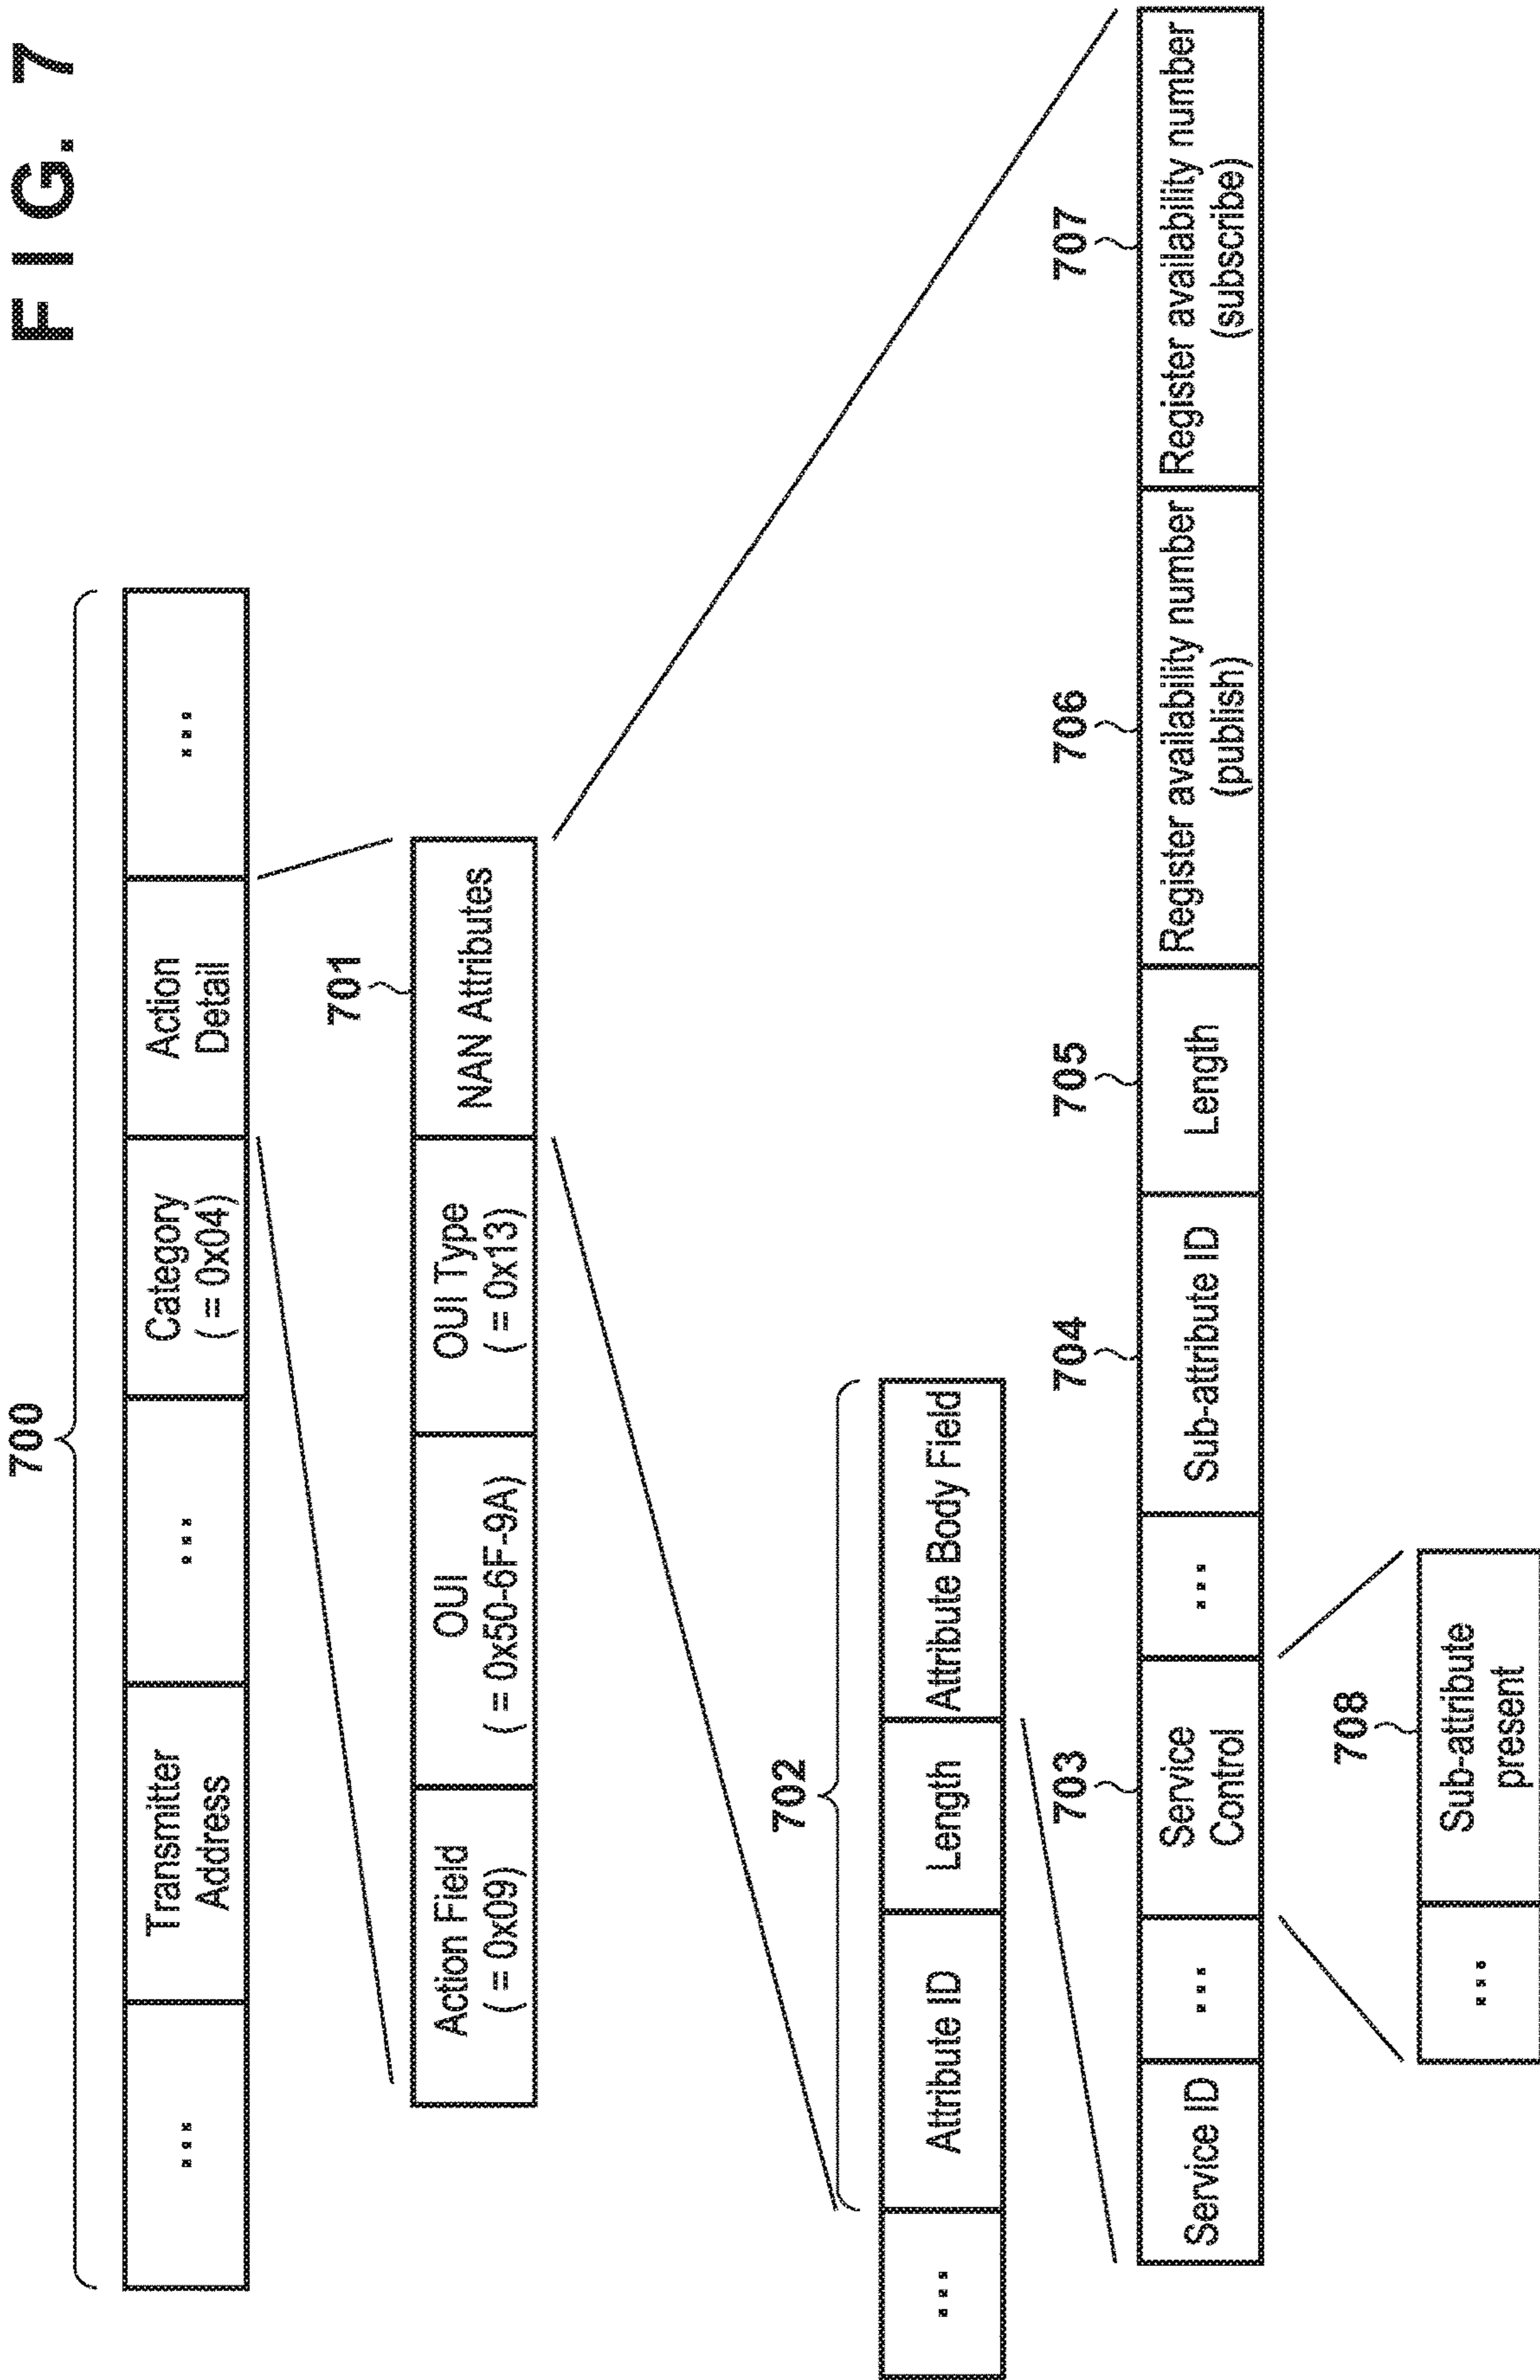 FIG. 7
700
...
Transmitter
Address
...
Category
( = 0x04)
Action
Detail
...
701
Action Field
( = 0x09)
OUI
( = 0x50-6F-9A)
OUI Type
( = 0x13)
NAN Attributes
702
...
Attribute ID
Length
Attribute Body Field
703
704
705
706
707
Service ID
...
Service
Control
...
Sub-attribute ID
Length
Register availability number
(publish)
Register availability number
(subscribe)
708
...
Sub-attribute
present